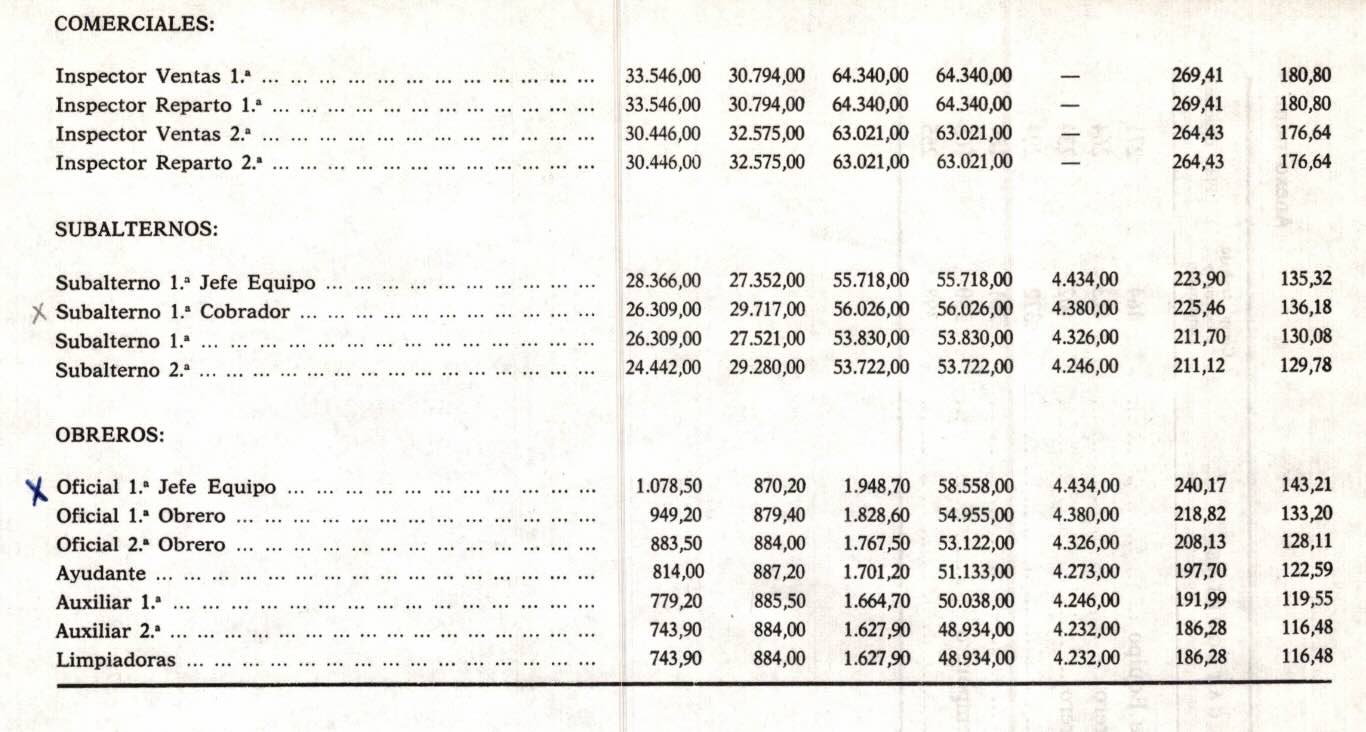 COMERCIALES:
Inspector Ventas 1.ª ... ... ... ... ... ... ... ... ... ... ... ... 33.546,00 30.794,00 64.340,00 64.340,00 — 269,41 180,80
Inspector Reparto 1.ª ... ... ... ... ... ... ... ... ... ... ... 33.546,00 30.794,00 64.340,00 64.340,00 — 269,41 180,80
Inspector Ventas 2.ª ... ... ... ... ... ... ... ... ... ... ... ... 30.446,00 32.575,00 63.021,00 63.021,00 — 264,43 176,64
Inspector Reparto 2.ª ... ... ... ... ... ... ... ... ... ... ... 30.446,00 32.575,00 63.021,00 63.021,00 — 264,43 176,64
SUBALTERNOS:
Subalterno 1.ª Jefe Equipo ... ... ... ... ... ... ... ... ... ... 28.366,00 27.352,00 55.718,00 55.718,00 4.434,00 223,90 135,32
X Subalterno 1.ª Cobrador ... ... ... ... ... ... ... ... ... ... 26.309,00 29.717,00 56.026,00 56.026,00 4.380,00 225,46 136,18
Subalterno 1.ª ... ... ... ... ... ... ... ... ... ... ... ... ... ... 26.309,00 27.521,00 53.830,00 53.830,00 4.326,00 211,70 130,08
Subalterno 2.ª ... ... ... ... ... ... ... ... ... ... ... ... ... ... 24.442,00 29.280,00 53.722,00 53.722,00 4.246,00 211,12 129,78
OBREROS:
X Oficial 1.ª Jefe Equipo ... ... ... ... ... ... ... ... ... ... ... 1.078,50 870,20 1.948,70 58.558,00 4.434,00 240,17 143,21
Oficial 1.ª Obrero ... ... ... ... ... ... ... ... ... ... ... ... ... 949,20 879,40 1.828,60 54.955,00 4.380,00 218,82 133,20
Oficial 2.ª Obrero ... ... ... ... ... ... ... ... ... ... ... ... ... 883,50 884,00 1.767,50 53.122,00 4.326,00 208,13 128,11
Ayudante ... ... ... ... ... ... ... ... ... ... ... ... ... ... ... ... 814,00 887,20 1.701,20 51.133,00 4.273,00 197,70 122,59
Auxiliar 1.ª ... ... ... ... ... ... ... ... ... ... ... ... ... ... ... 779,20 885,50 1.664,70 50.038,00 4.246,00 191,99 119,55
Auxiliar 2.ª ... ... ... ... ... ... ... ... ... ... ... ... ... ... ... 743,90 884,00 1.627,90 48.934,00 4.232,00 186,28 116,48
Limpiadoras ... ... ... ... ... ... ... ... ... ... ... ... ... ... ... 743,90 884,00 1.627,90 48.934,00 4.232,00 186,28 116,48